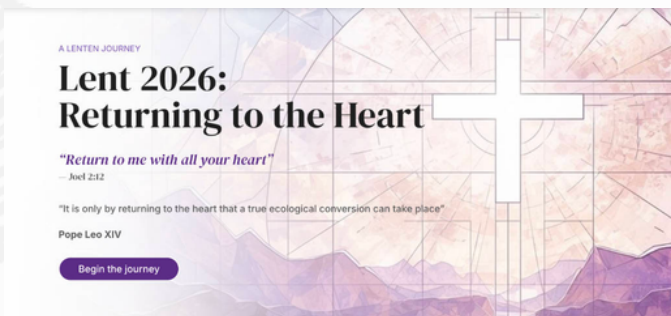 A LENTEN JOURNEY
Lent 2026:
Returning to the Heart
“Return to me with all your heart”
— Joel 2:12
“It is only by returning to the heart that a true ecological conversion can take place”
Pope Leo XIV
Begin the journey